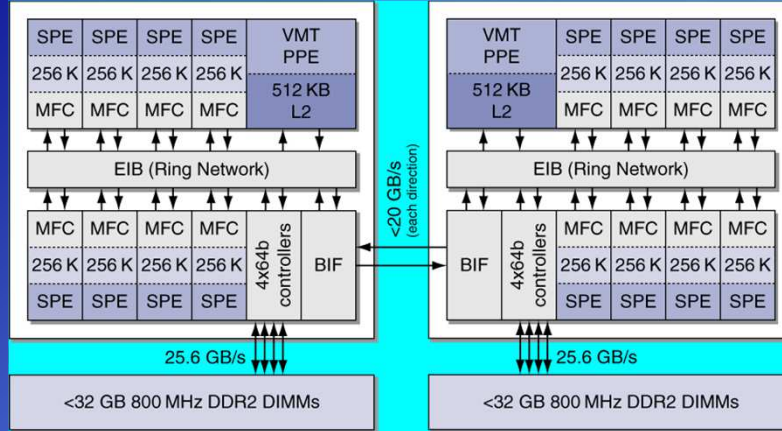 SPE SPE SPE SPE VMT
PPE
256 K 256 K 256 K 256 K
MFC MFC MFC MFC 512 KB
L2
EIB (Ring Network)
MFC MFC MFC MFC 4x64b
controllers BIF
256 K 256 K 256 K 256 K
SPE SPE SPE SPE
25.6 GB/s
<32 GB 800 MHz DDR2 DIMMs
<20 GB/s
(each direction)
VMT
PPE SPE SPE SPE SPE
256 K 256 K 256 K 256 K
512 KB
L2 MFC MFC MFC MFC
EIB (Ring Network)
BIF 4x64b
controllers MFC MFC MFC MFC
256 K 256 K 256 K 256 K
SPE SPE SPE SPE
25.6 GB/s
<32 GB 800 MHz DDR2 DIMMs